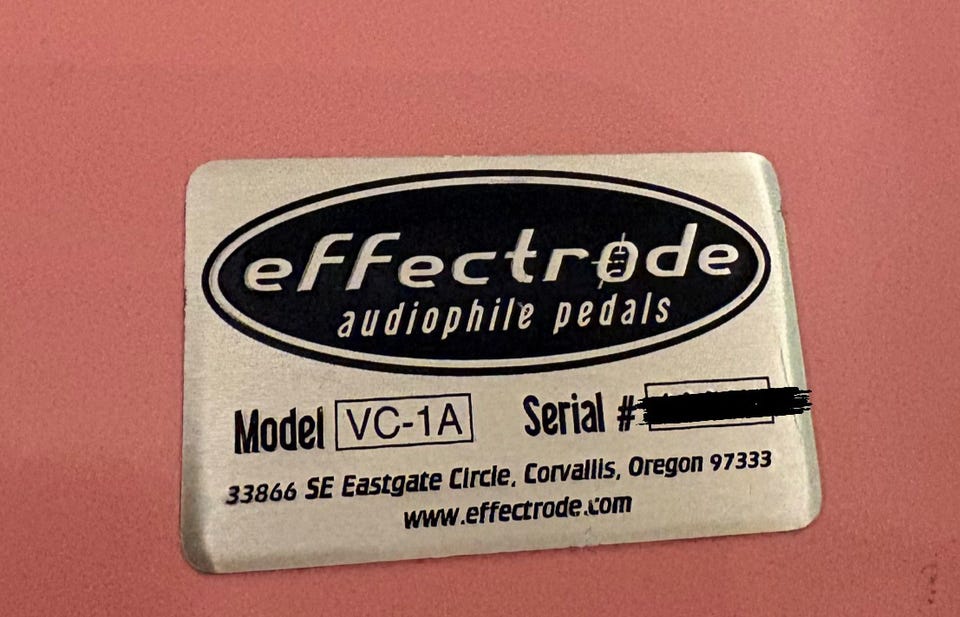 effectrode
audiophile pedals
Model VC-1A Serial #
33866 SE Eastgate Circle, Corvallis, Oregon 97333
www.effectrode.com